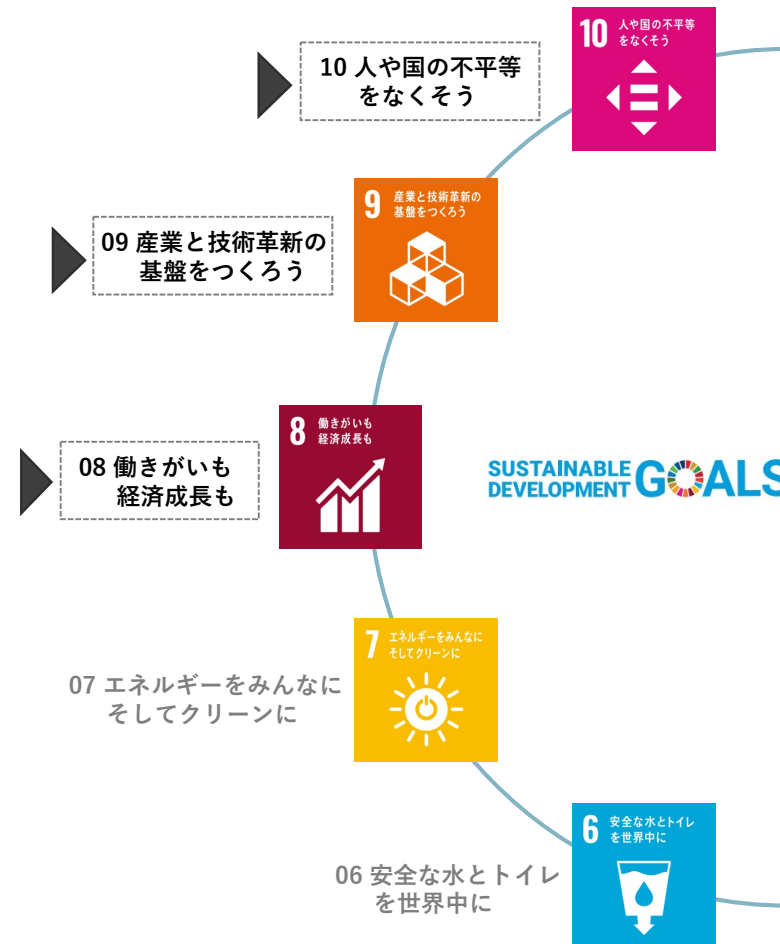 10 人や国の不平等
をなくそう
10 人や国の不平等
をなくそう
09 産業と技術革新の
基盤をつくろう
9 産業と技術革新の
基盤をつくろう
08 働きがいも
経済成長も
8 働きがいも
経済成長も
SUSTAINABLE
DEVELOPMENT GOALS
07 エネルギーをみんなに
そしてクリーンに
7 エネルギーをみんなに
そしてクリーンに
06 安全な水とトイレ
を世界中に
6 安全な水とトイレ
を世界中に